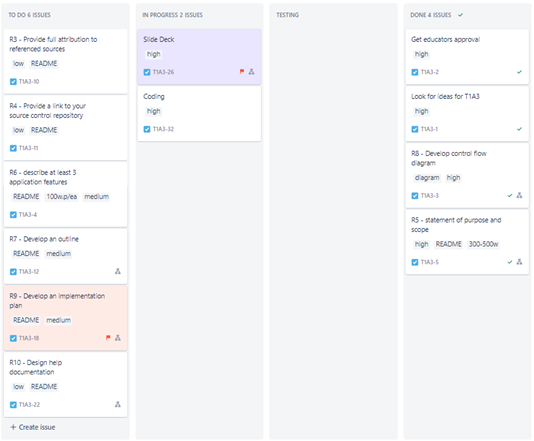 TO DO 6 ISSUES
R3 - Provide full attribution to
referenced sources
low README
T1A3-10
R4 - Provide a link to your
source control repository
low README
T1A3-11
R6 - describe at least 3
application features
README 100w.p/ea medium
T1A3-4
R7 - Develop an outline
README medium
T1A3-12
R9 - Develop an implementation
plan
README medium
T1A3-18
R10 - Design help
documentation
low README
T1A3-22
+ Create issue
IN PROGRESS 2 ISSUES
Slide Deck
high
T1A3-26
Coding
high
T1A3-32
TESTING
DONE 4 ISSUES
Get educators approval
high
T1A3-2
Look for ideas for T1A3
high
T1A3-1
R8 - Develop control flow
diagram
diagram high
T1A3-3
R5 - statement of purpose and
scope
high README 300-500w
T1A3-5